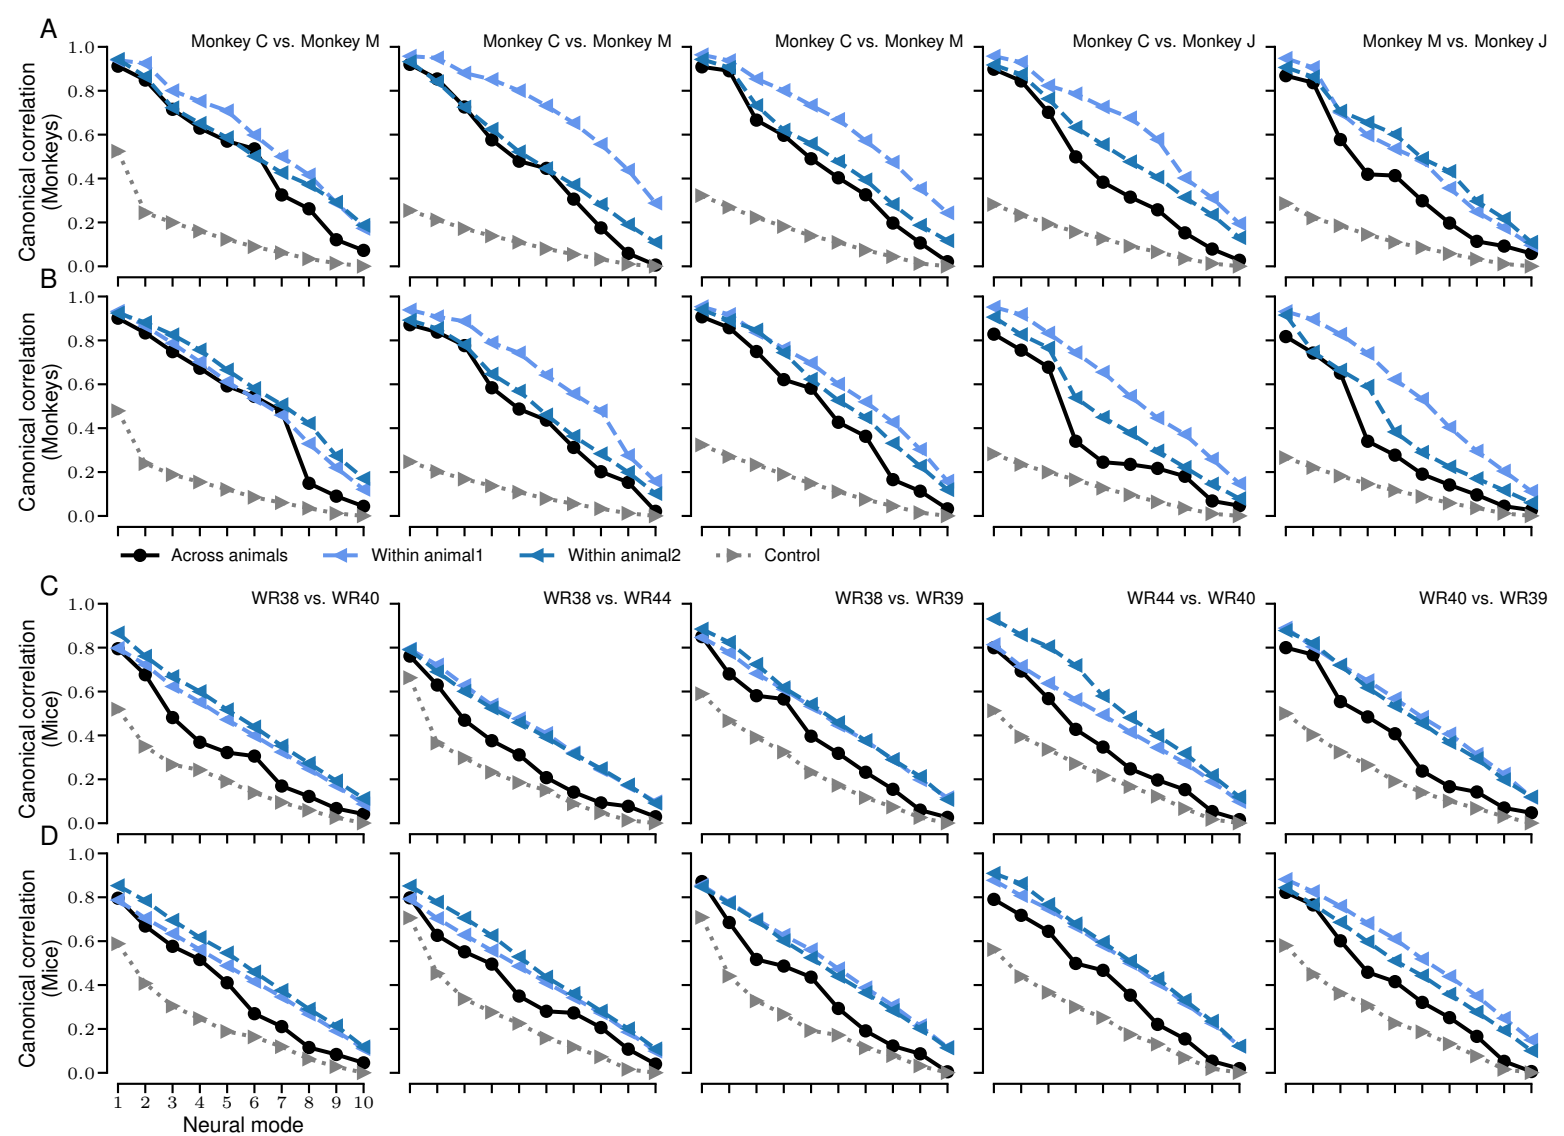 A
Monkey C vs. Monkey M
Monkey C vs. Monkey M
Monkey C vs. Monkey M
Monkey C vs. Monkey J
Monkey M vs. Monkey J
Canonical correlation
(Monkeys)
1.0
0.8
0.6
0.4
0.2
0.0
B
Canonical correlation
(Monkeys)
1.0
0.8
0.6
0.4
0.2
0.0
Across animals
Within animal1
Within animal2
Control
C
WR38 vs. WR40
WR38 vs. WR44
WR38 vs. WR39
WR44 vs. WR40
WR40 vs. WR39
Canonical correlation
(Mice)
1.0
0.8
0.6
0.4
0.2
0.0
D
Canonical correlation
(Mice)
1.0
0.8
0.6
0.4
0.2
0.0
1 2 3 4 5 6 7 8 9 10
Neural mode